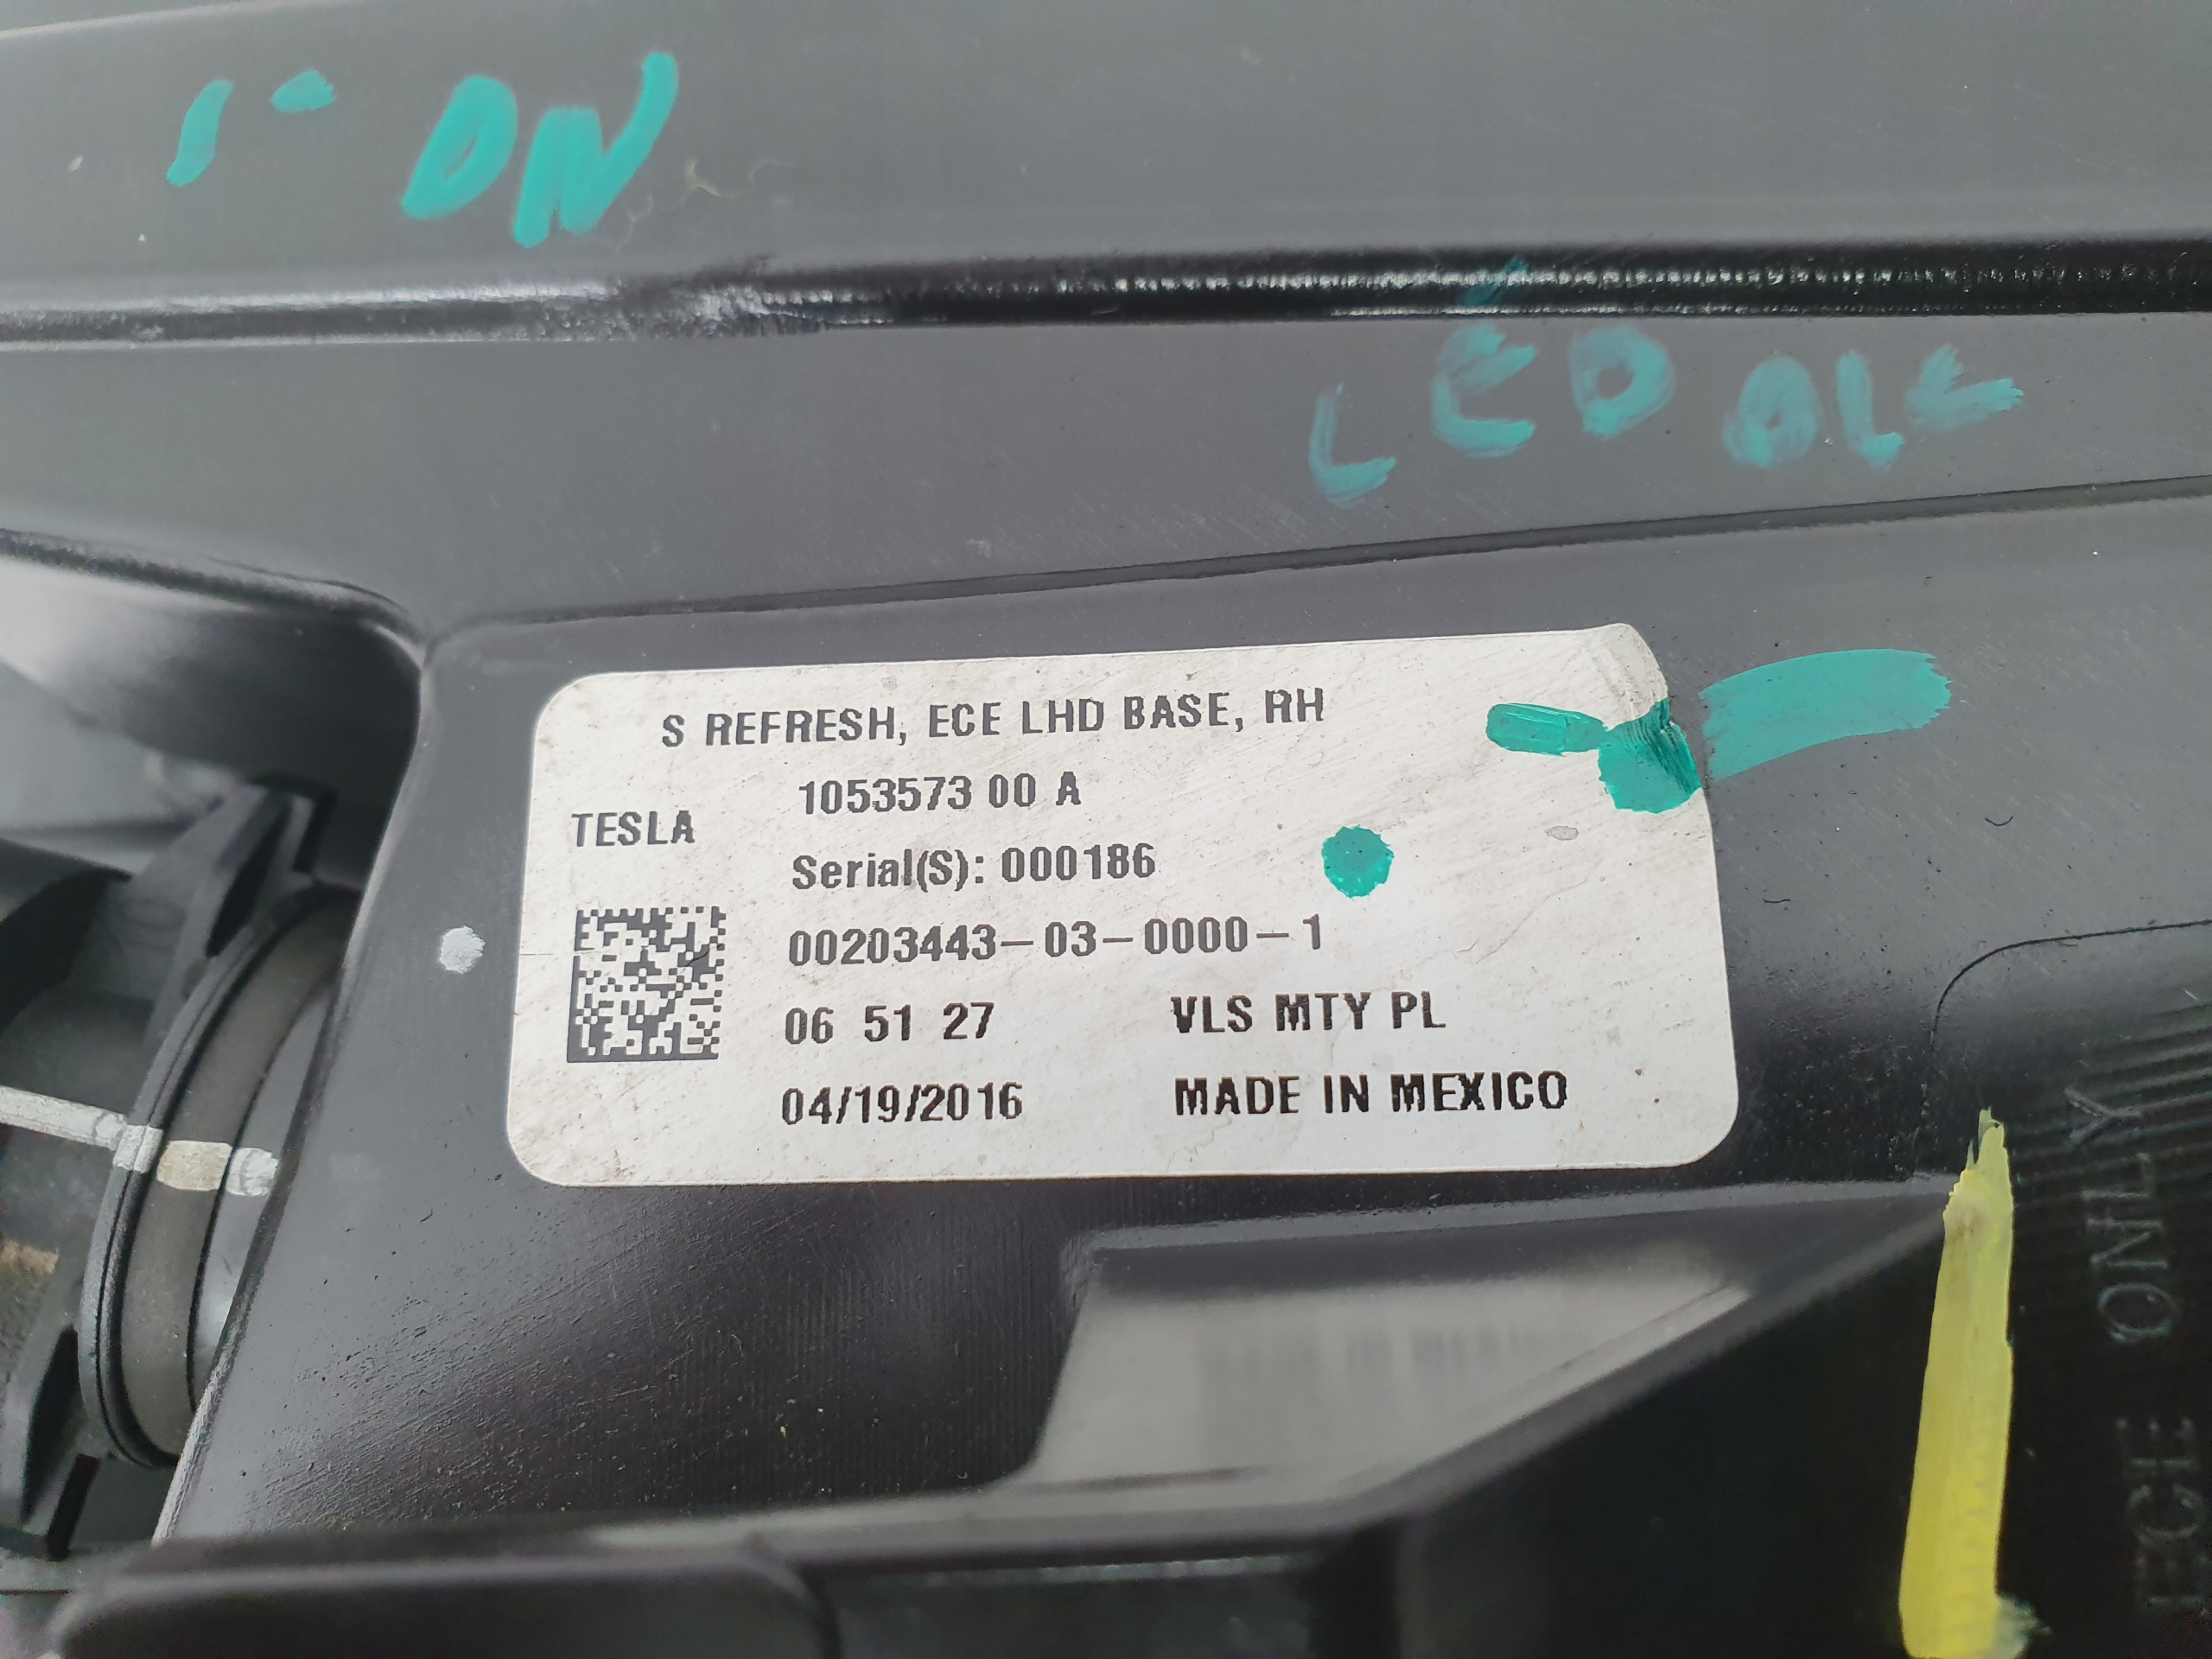 DN
LED
S REFRESH, ECE LHD BASE, RH
1053573 00 A
TESLA
Serial(S): 000186
00203443-03-0000-1
06 51 27 VLS MTY PL
04/19/2016 MADE IN MEXICO
ECE ONLY